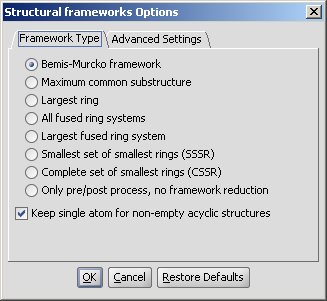 Structural frameworks Options
Framework Type
Advanced Settings
Bemis-Murcko framework
Maximum common substructure
Largest ring
All fused ring systems
Largest fused ring system
Smallest set of smallest rings (SSSR)
Complete set of smallest rings (CSSR)
Only pre/post process, no framework reduction
Keep single atom for non-empty acyclic structures
OK Cancel Restore Defaults